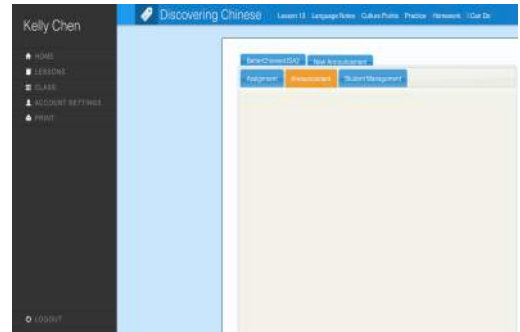 Kelly Chen
HOME
LESSONS
CLASS
ACCOUNT SETTINGS
PRINT
LOGOUT
Discovering Chinese
Lesson 13 Language Notes Culture Points Practice Homework I Can Do
New Announcement
Assignment Announcement Student Management